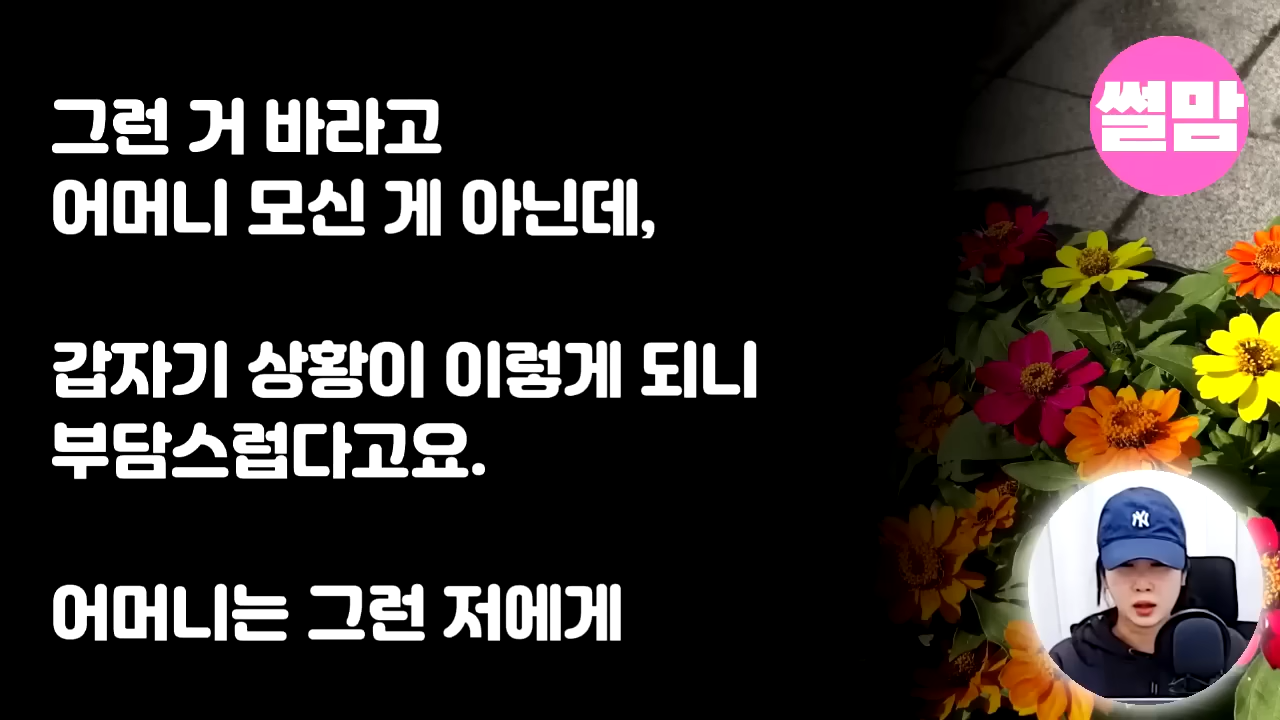 썰맘
그런 거 바라고
어머니 모신 게 아닌데,
갑자기 상황이 이렇게 되니
부담스럽다고요.
어머니는 그런 저에게
NY